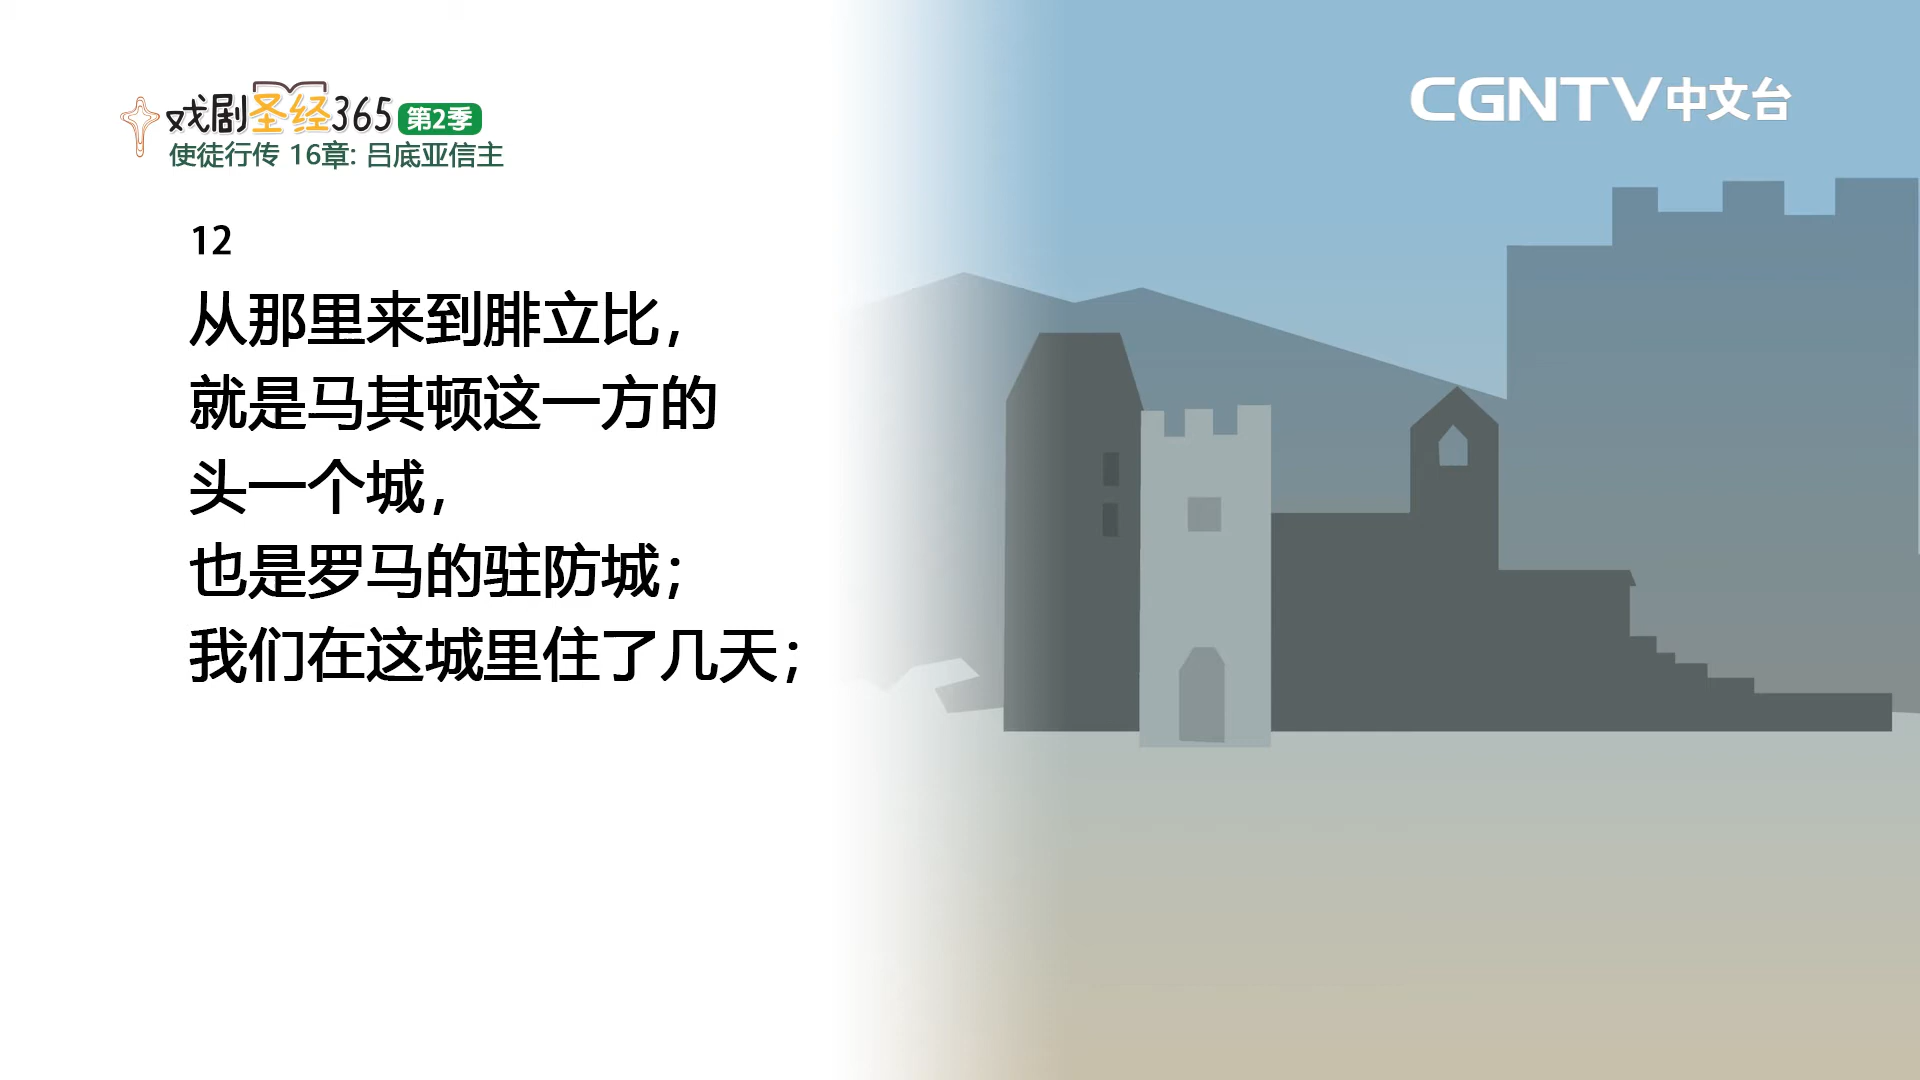 戏剧圣经365 第2季
CGNTV中文台
使徒行传 16章: 吕底亚信主
12
从那里来到腓立比，
就是马其顿这一方的
头一个城，
也是罗马的驻防城；
我们在这城里住了几天；